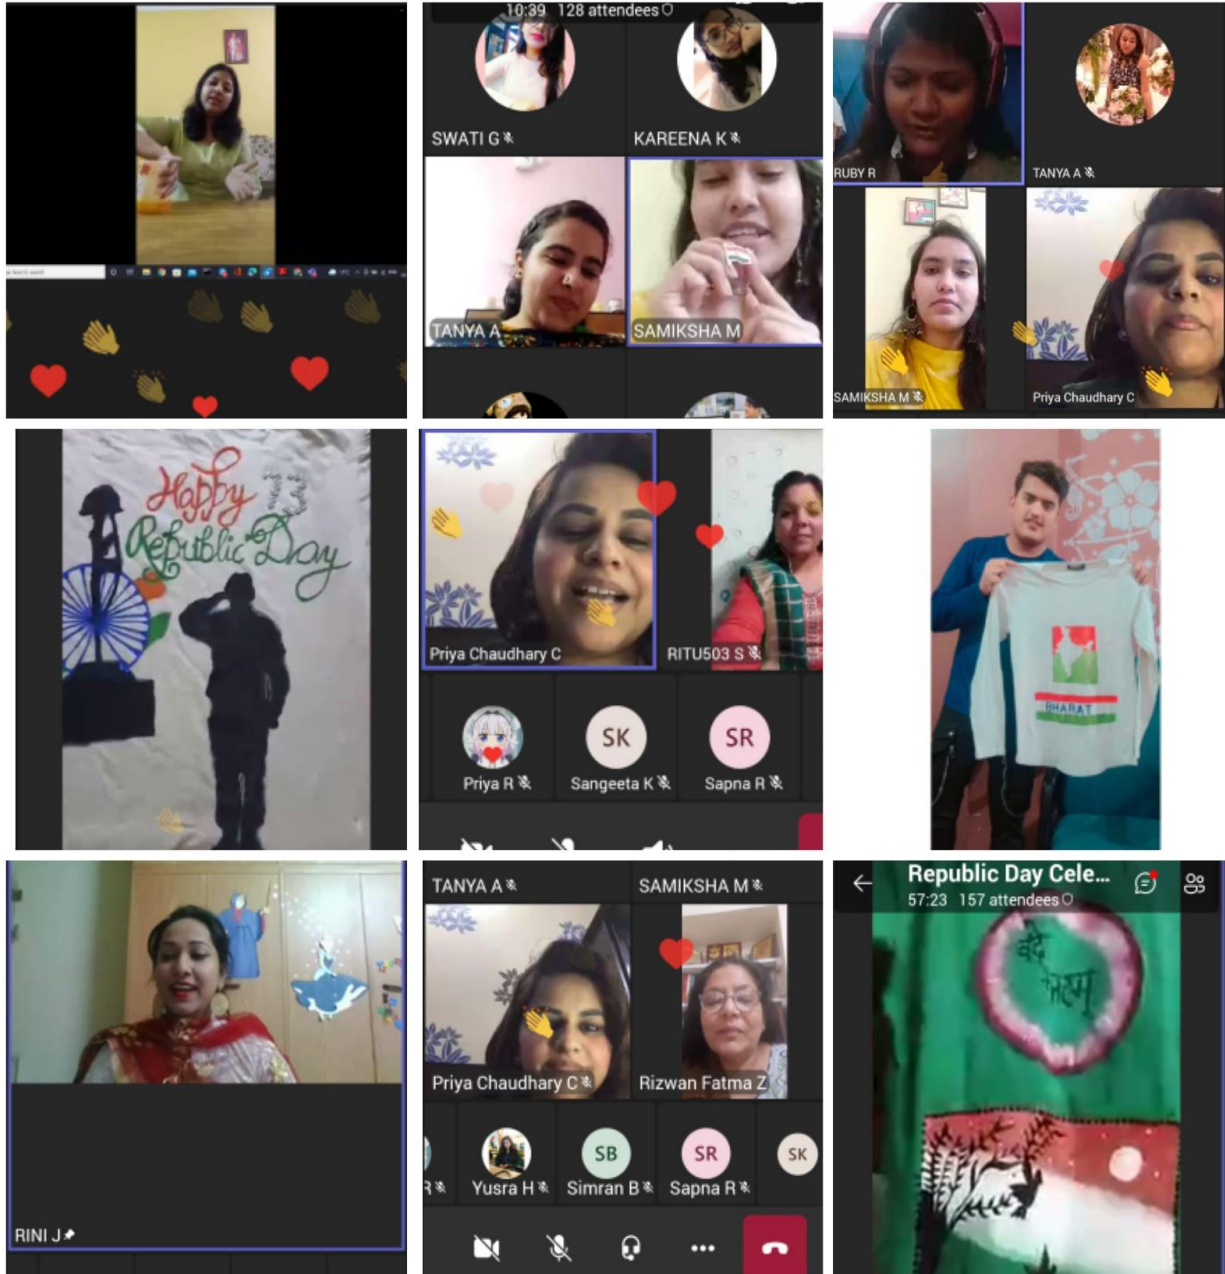 10:39 128 attendees
SWATI G
KAREENA K
TANYA A
SAMIKSHA M
RUBY R
TANYA A
SAMIKSHA M
Priya Chaudhary C
Happy 73
Republic Day
Priya Chaudhary C
RITU503 S
SK
SR
Priya R
Sangeeta K
Sapna R
BHARAT
RINI J
TANYA A
SAMIKSHA M
Priya Chaudhary C
Rizwan Fatma Z
SB
SR
SK
Yusra H
Simran B
Sapna R
Republic Day Cele...
57:23 157 attendees
वंदे
मातरम्